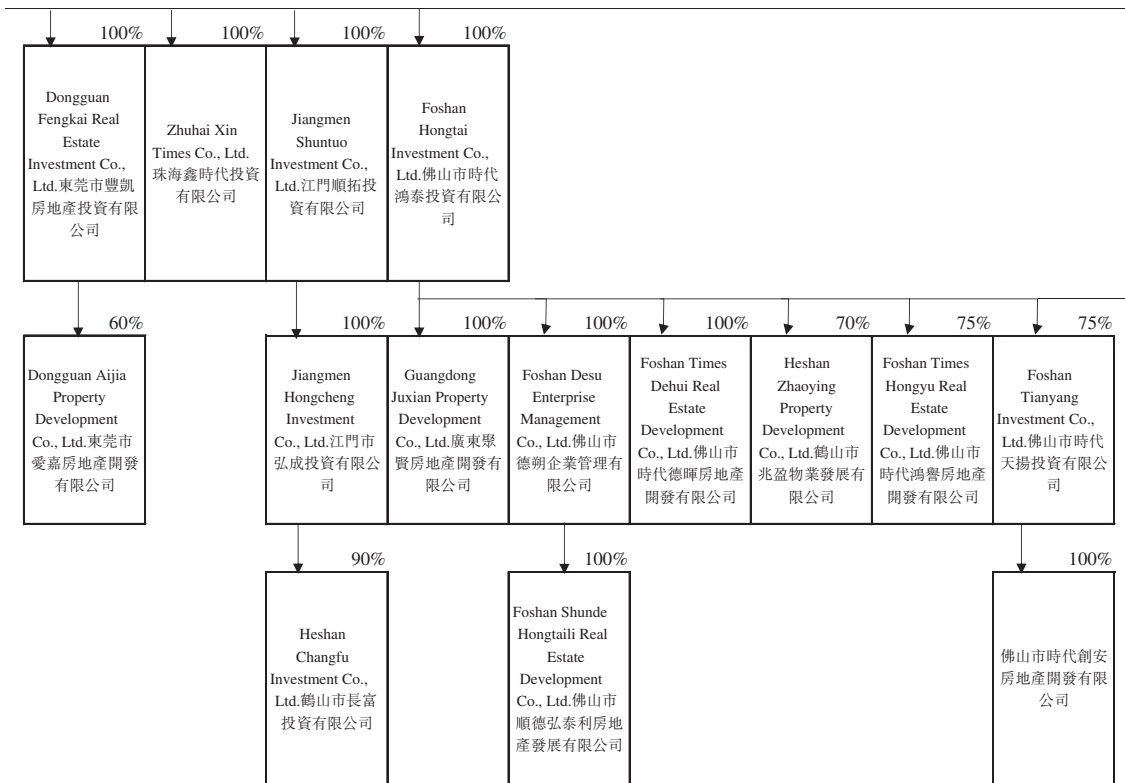 100%
100%
100%
100%
Dongguan
Fengkai Real
Estate
Investment Co.,
Ltd.東莞市豐凱
房地產投資有限
公司
Zhuhai Xin
Times Co., Ltd.
珠海鑫時代投資
有限公司
Jiangmen
Shuntuo
Investment Co.,
Ltd.江門順拓投
資有限公司
Foshan
Hongtai
Investment Co.,
Ltd.佛山市時代
鴻泰投資有限公
司
60%
100%
100%
100%
100%
70%
75%
75%
Dongguan Aijia
Property
Development
Co., Ltd.東莞市
愛嘉房地產開發
有限公司
Jiangmen
Hongcheng
Investment
Co., Ltd.江門市
弘成投資有限公
司
Guangdong
Juxian Property
Development
Co., Ltd.廣東聚
賢房地產開發有
限公司
Foshan Desu
Enterprise
Management
Co., Ltd.佛山市
德朔企業管理有
限公司
Foshan Times
Dehui Real
Estate
Development
Co., Ltd.佛山市
時代德暉房地產
開發有限公司
Heshan
Zhaoying
Property
Development
Co., Ltd.鶴山市
兆盈物業發展有
限公司
Foshan Times
Hongyu Real
Estate
Development
Co., Ltd.佛山市
時代鴻譽房地產
開發有限公司
Foshan
Tianyang
Investment Co.,
Ltd.佛山市時代
天揚投資有限公
司
90%
100%
100%
Heshan
Changfu
Investment Co.,
Ltd.鶴山市長富
投資有限公司
Foshan Shunde
Hongtaili Real
Estate
Development
Co., Ltd.佛山市
順德弘泰利房地
產發展有限公司
佛山市時代創安
房地產開發有限
公司